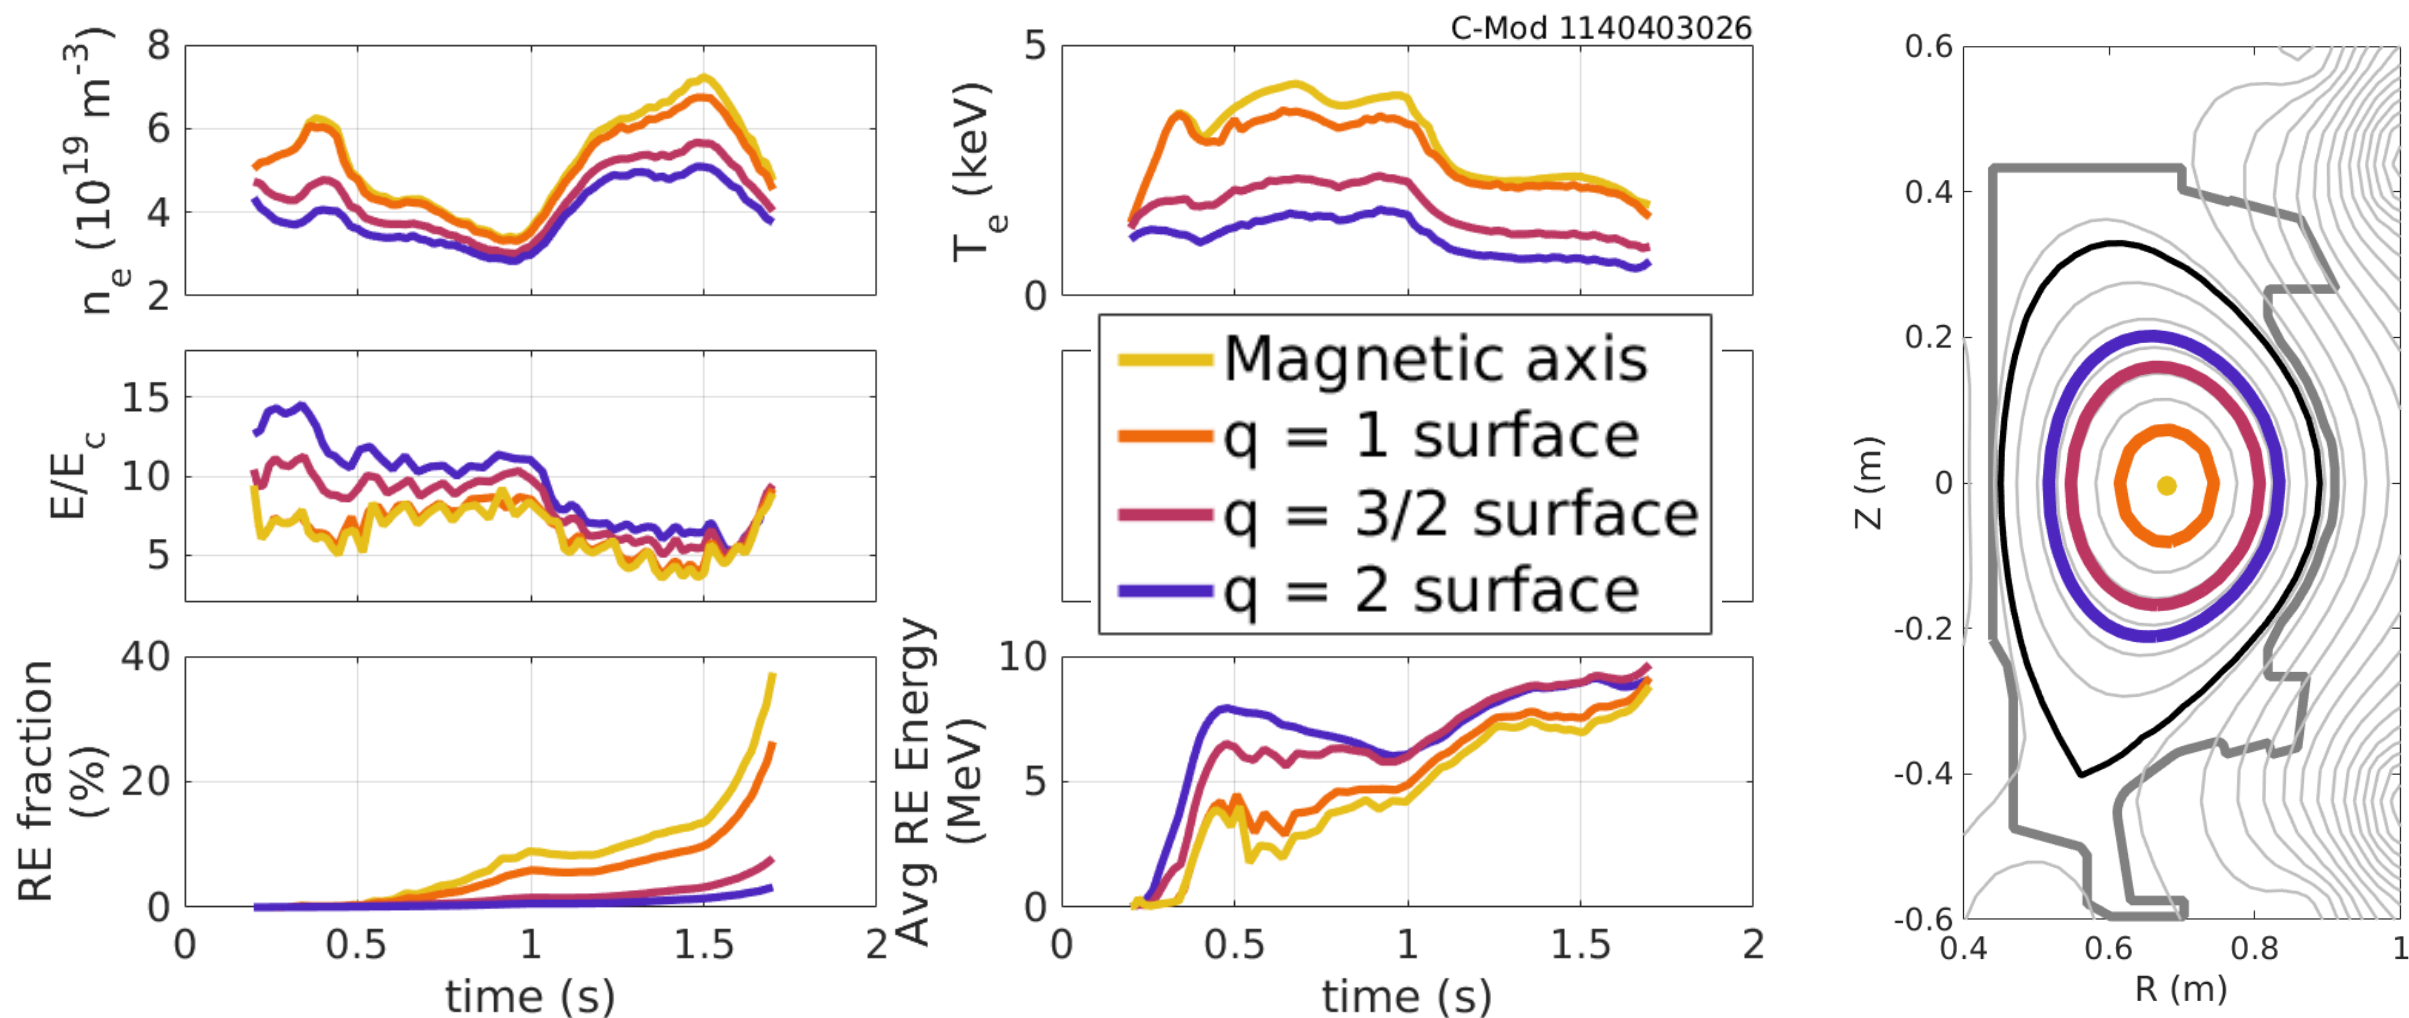 C-Mod 1140403026
n_e (10^19 m^-3)
8
6
4
2
T_e (keV)
5
0
E/E_c
15
10
5
Magnetic axis
q = 1 surface
q = 3/2 surface
q = 2 surface
RE fraction
(%)
40
20
0
0 0.5 1 1.5 2
time (s)
Avg RE Energy
(MeV)
10
5
0
0 0.5 1 1.5 2
time (s)
Z (m)
0.6
0.4
0.2
0
-0.2
-0.4
-0.6
0.4 0.6 0.8 1
R (m)